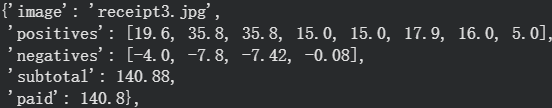 {'image': 'receipt3.jpg',
 'positives': [19.6, 35.8, 35.8, 15.0, 15.0, 17.9, 16.0, 5.0],
 'negatives': [-4.0, -7.8, -7.42, -0.08],
 'subtotal': 140.88,
 'paid': 140.8},